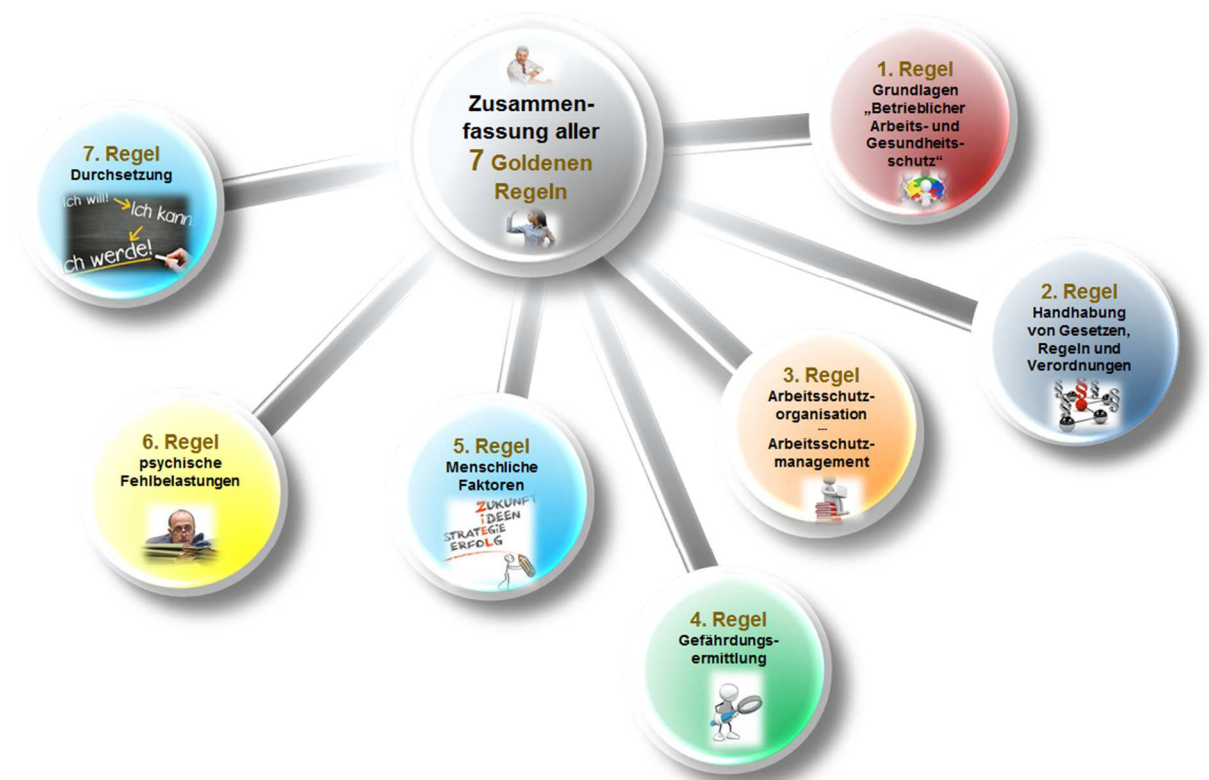 Zusammen-
fassung aller
7 Goldenen
Regeln
1. Regel
Grundlagen
„Betrieblicher
Arbeits- und
Gesundheits-
schutz“
2. Regel
Handhabung
von Gesetzen,
Regeln und
Verordnungen
3. Regel
Arbeitsschutz-
organisation
---
Arbeitsschutz-
management
4. Regel
Gefährdungs-
ermittlung
5. Regel
Menschliche
Faktoren
ZUKUNFT
IDEEN
STRATEGIE
ERFOLG
6. Regel
psychische
Fehlbelastungen
7. Regel
Durchsetzung
Ich will!
Ich kann
ch werde!